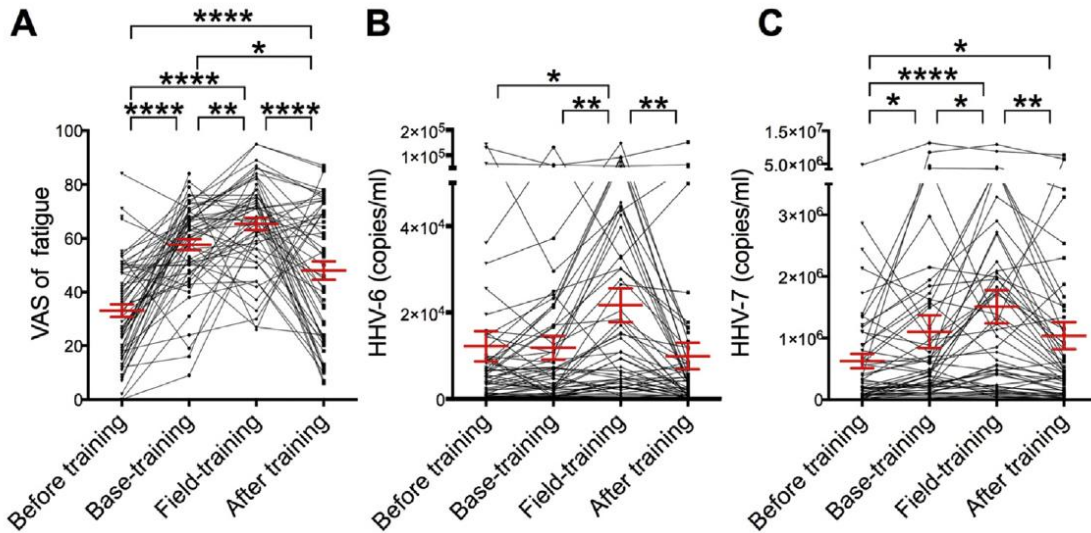 A
****
*
****
**** ** ****
VAS of fatigue
100
80
60
40
20
0
Before training
Base-training
Field-training
After training
B
*
** **
HHV-6 (copies/ml)
2×10⁵
1×10⁵
4×10⁴
2×10⁴
0
Before training
Base-training
Field-training
After training
C
*
****
* * **
HHV-7 (copies/ml)
1.5×10⁷
5.0×10⁶
3×10⁶
2×10⁶
1×10⁶
0
Before training
Base-training
Field-training
After training